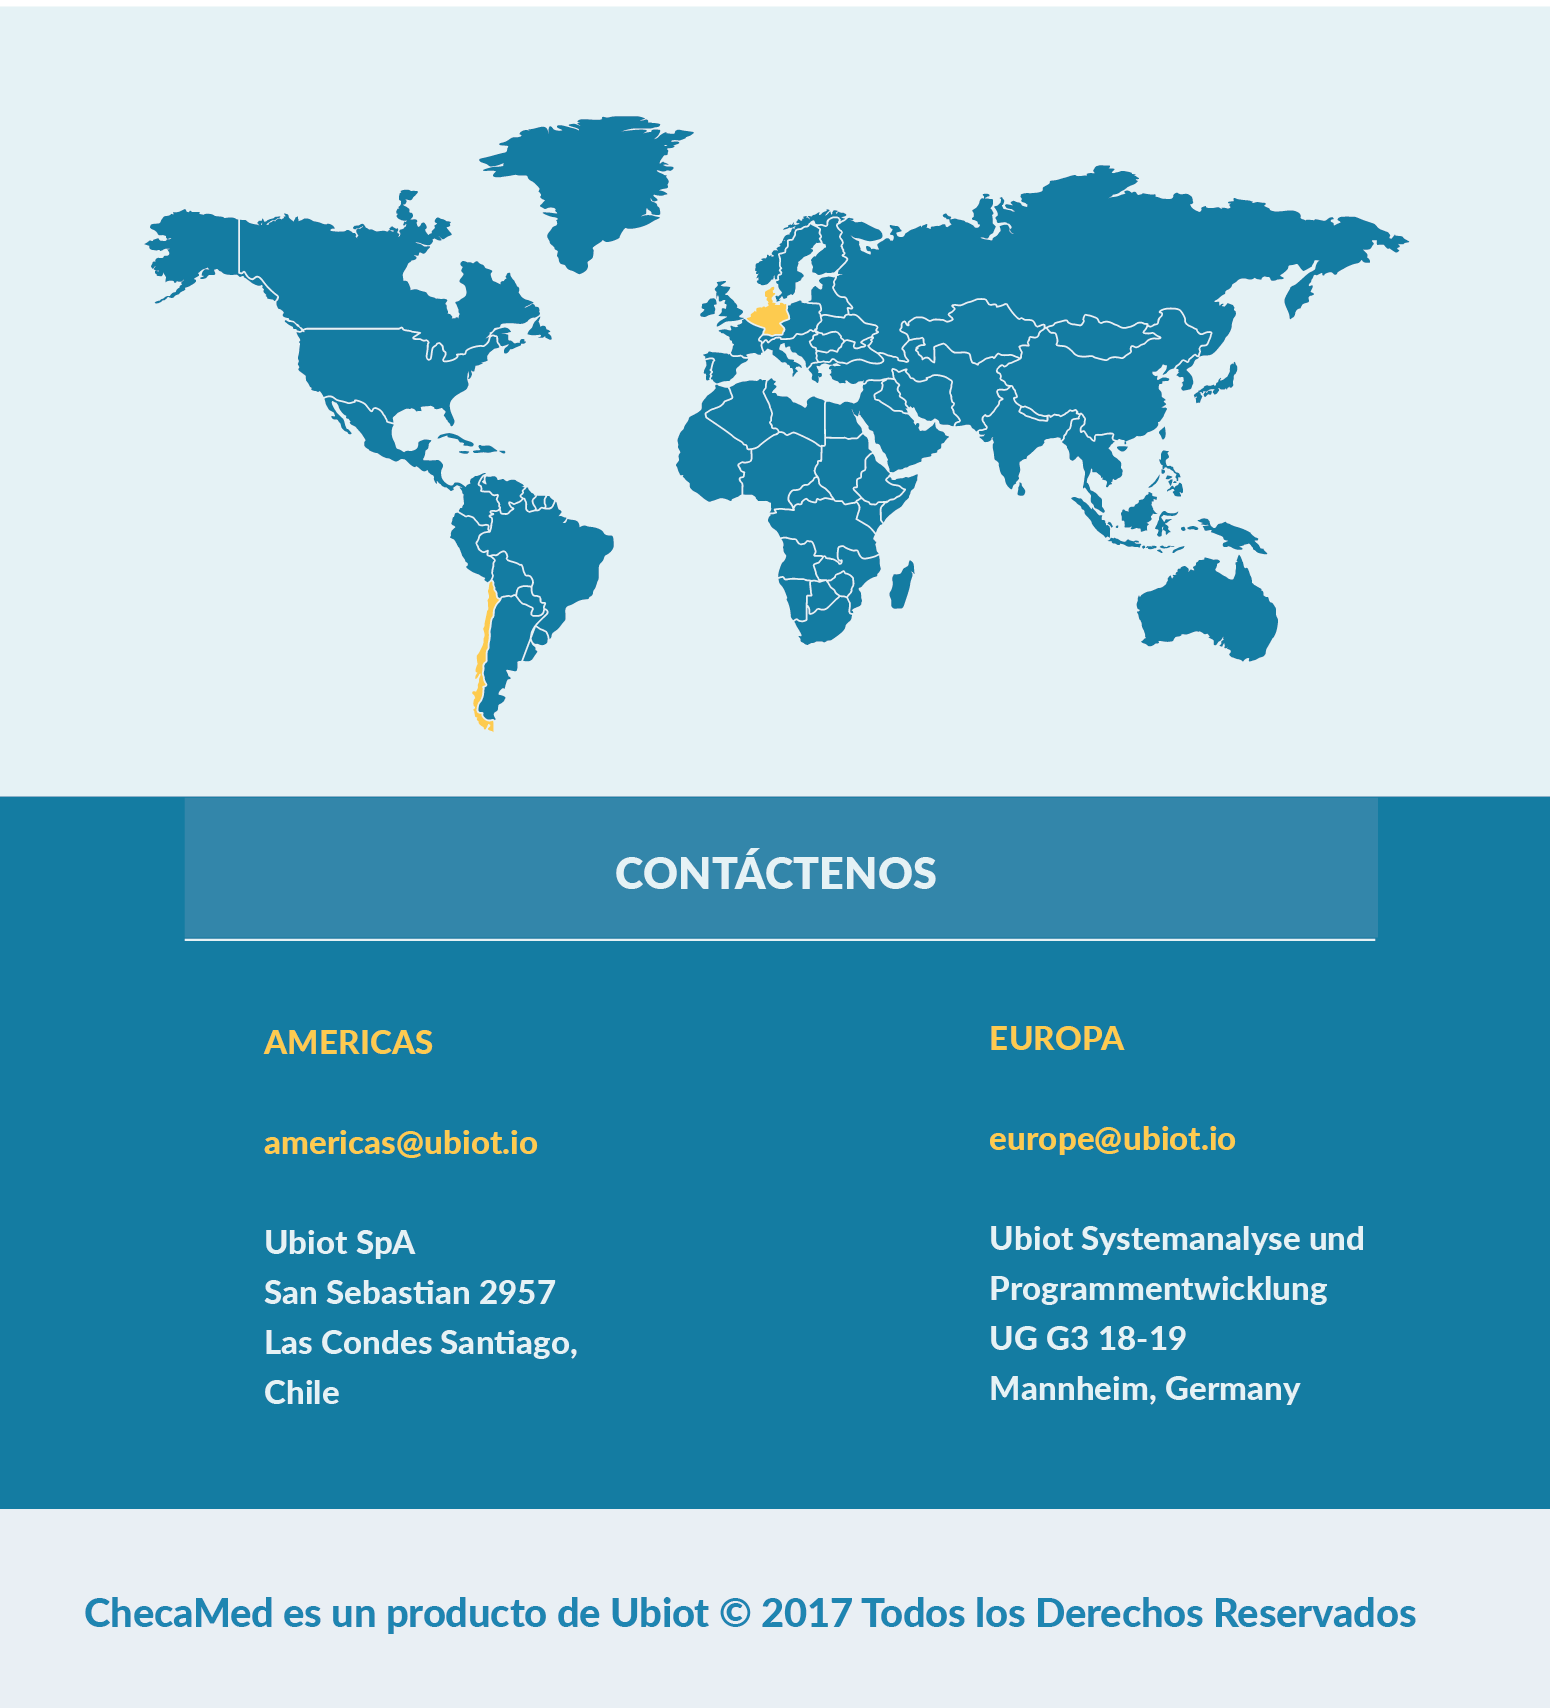 CONTÁCTENOS
AMERICAS
americas@ubiot.io
Ubiot SpA
San Sebastian 2957
Las Condes Santiago,
Chile
EUROPA
europe@ubiot.io
Ubiot Systemanalyse und
Programmentwicklung
UG G3 18-19
Mannheim, Germany
ChecaMed es un producto de Ubiot © 2017 Todos los Derechos Reservados